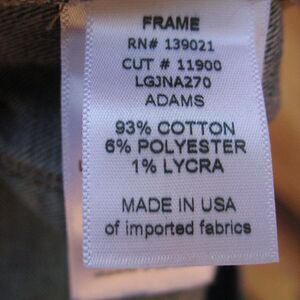 FRAME
RN# 139021
CUT # 11900
LGJNA270
ADAMS
93% COTTON
6% POLYESTER
1% LYCRA
MADE IN USA
of imported fabrics